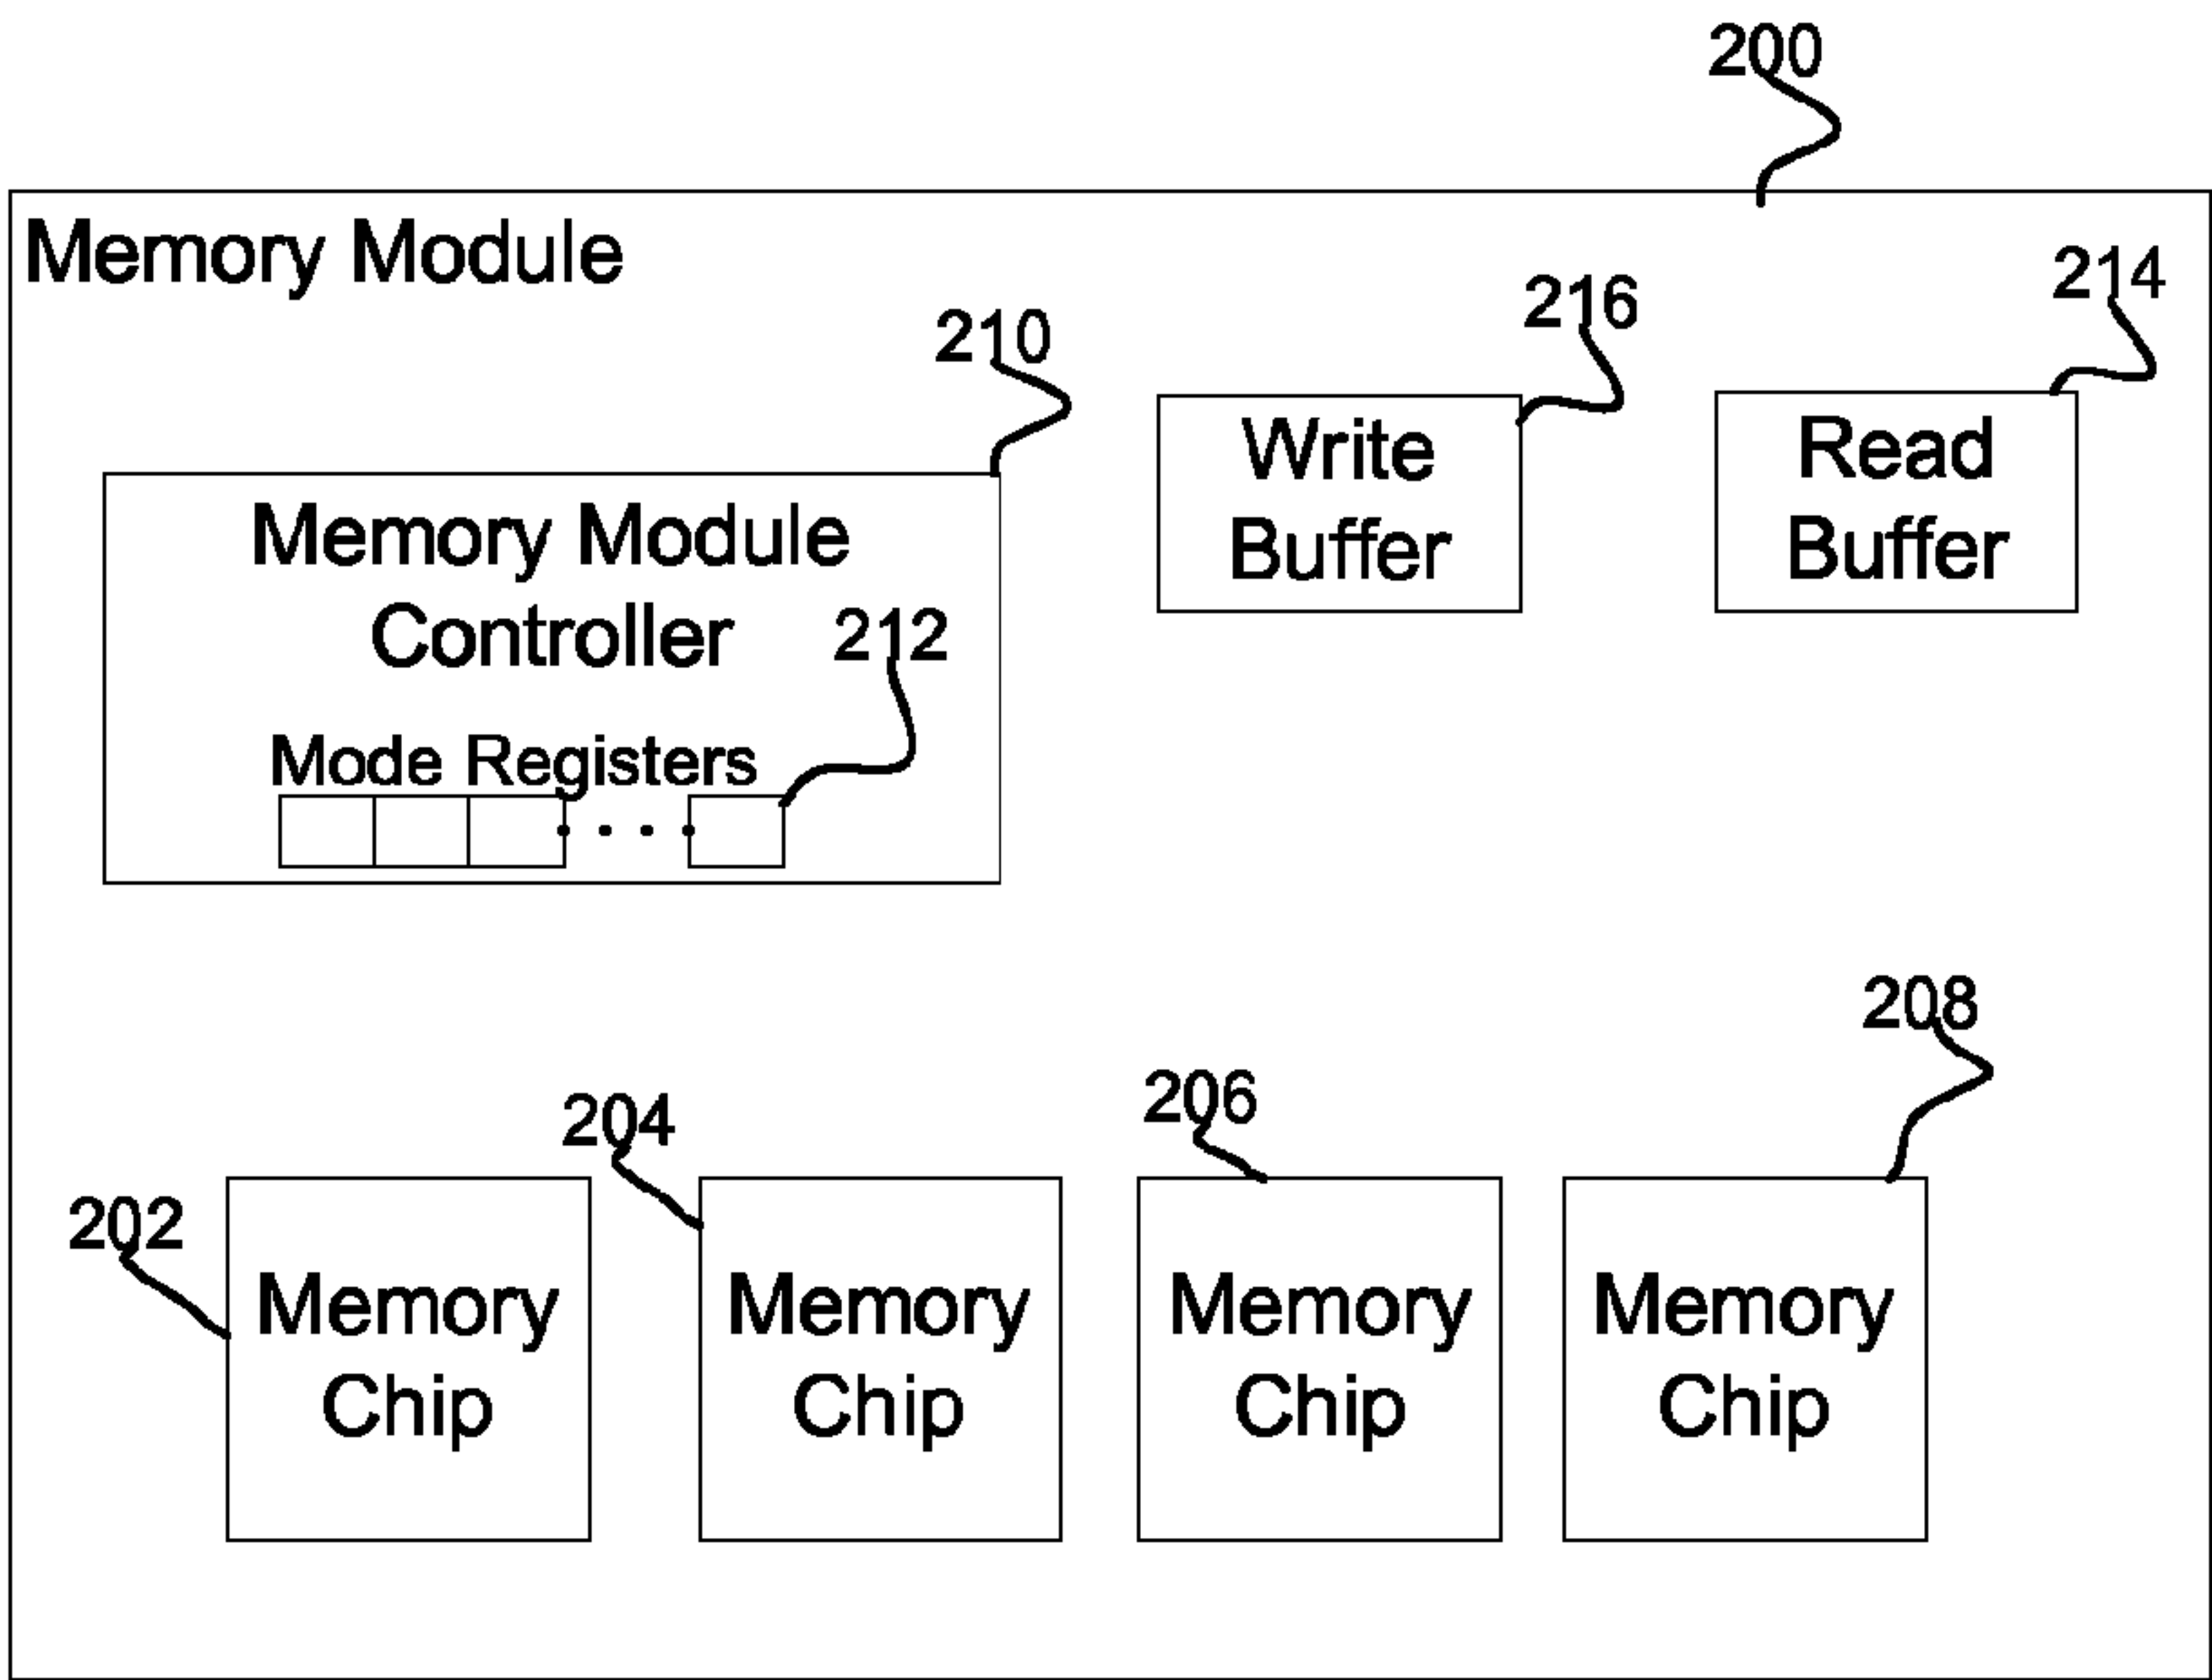 200
Memory Module
210
216
214
Memory Module
Controller
212
Mode Registers
Write
Buffer
Read
Buffer
202
204
206
208
Memory
Chip
Memory
Chip
Memory
Chip
Memory
Chip